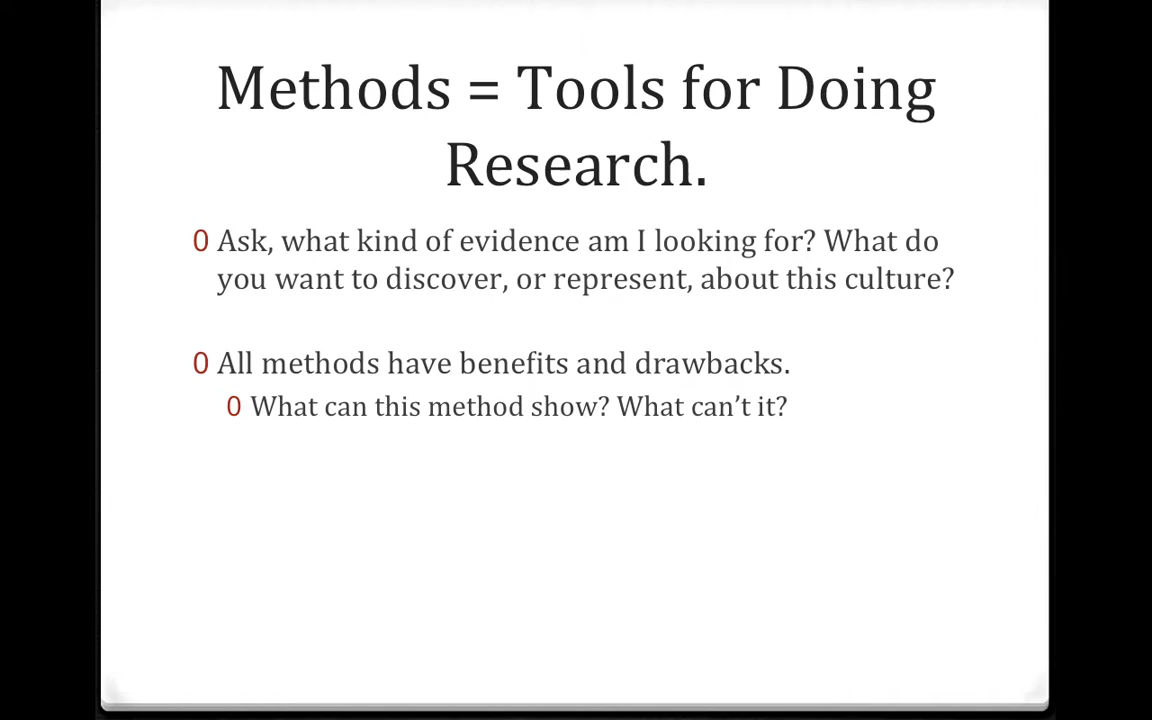 Methods = Tools for Doing
Research.
0 Ask, what kind of evidence am I looking for? What do
you want to discover, or represent, about this culture?
0 All methods have benefits and drawbacks.
0 What can this method show? What can’t it?